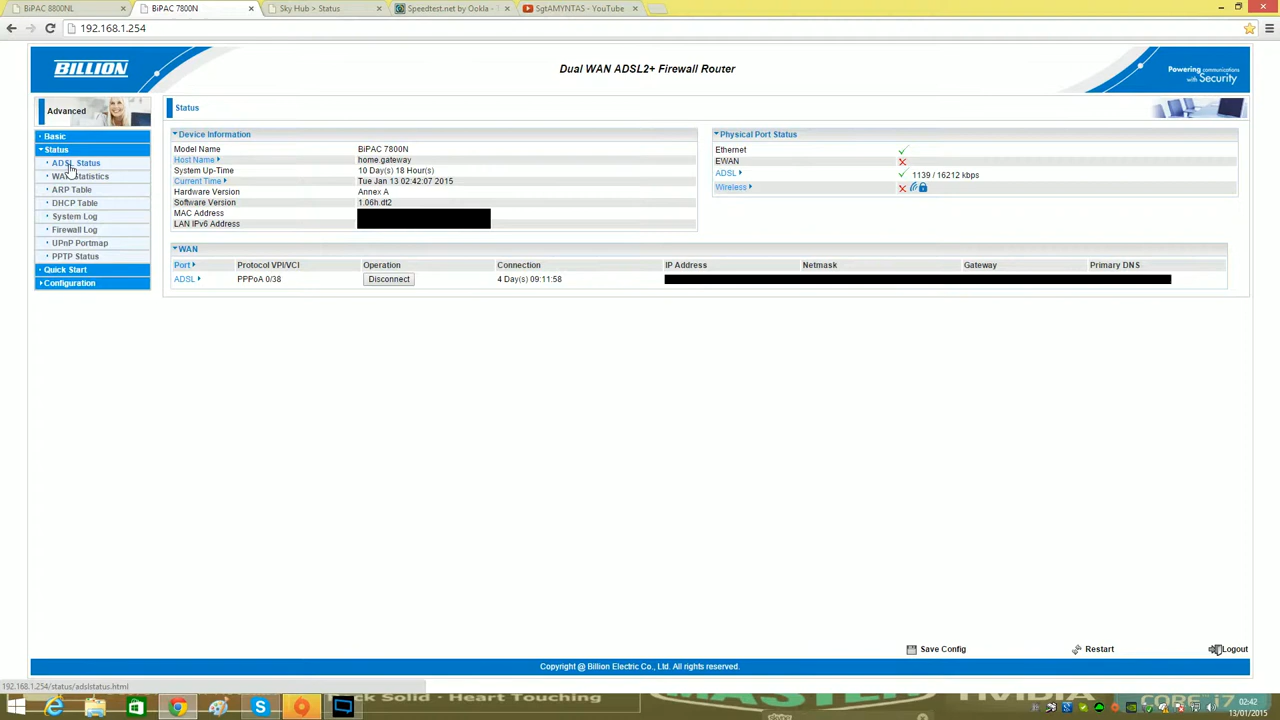 BiPAC 8800NL
BiPAC 7800N
Sky Hub > Status
Speedtest.net by Ookla -
SgtAMYNTAS - YouTube
192.168.1.254
BILLION
Dual WAN ADSL2+ Firewall Router
Powering communications
with Security
Advanced
Status
Basic
Status
ADSL Status
WAN Statistics
ARP Table
DHCP Table
System Log
Firewall Log
UPnP Portmap
PPTP Status
Quick Start
Configuration
Device Information
Model Name BiPAC 7800N
Host Name home.gateway
System Up-Time 10 Day(s) 18 Hour(s)
Current Time Tue Jan 13 02:42:07 2015
Hardware Version Annex A
Software Version 1.06h.dt2
MAC Address
LAN IPv6 Address
Physical Port Status
Ethernet
EWAN
ADSL 1139 / 16212 kbps
Wireless
WAN
Port Protocol VPI/VCI Operation Connection IP Address Netmask Gateway Primary DNS
ADSL PPPoA 0/38 Disconnect 4 Day(s) 09:11:58
Save Config
Restart
Logout
Copyright @ Billion Electric Co., Ltd. All rights reserved.
192.168.1.254/status/adslstatus.html
Solid - Heart Touching
CORE i7
02:42
13/01/2015